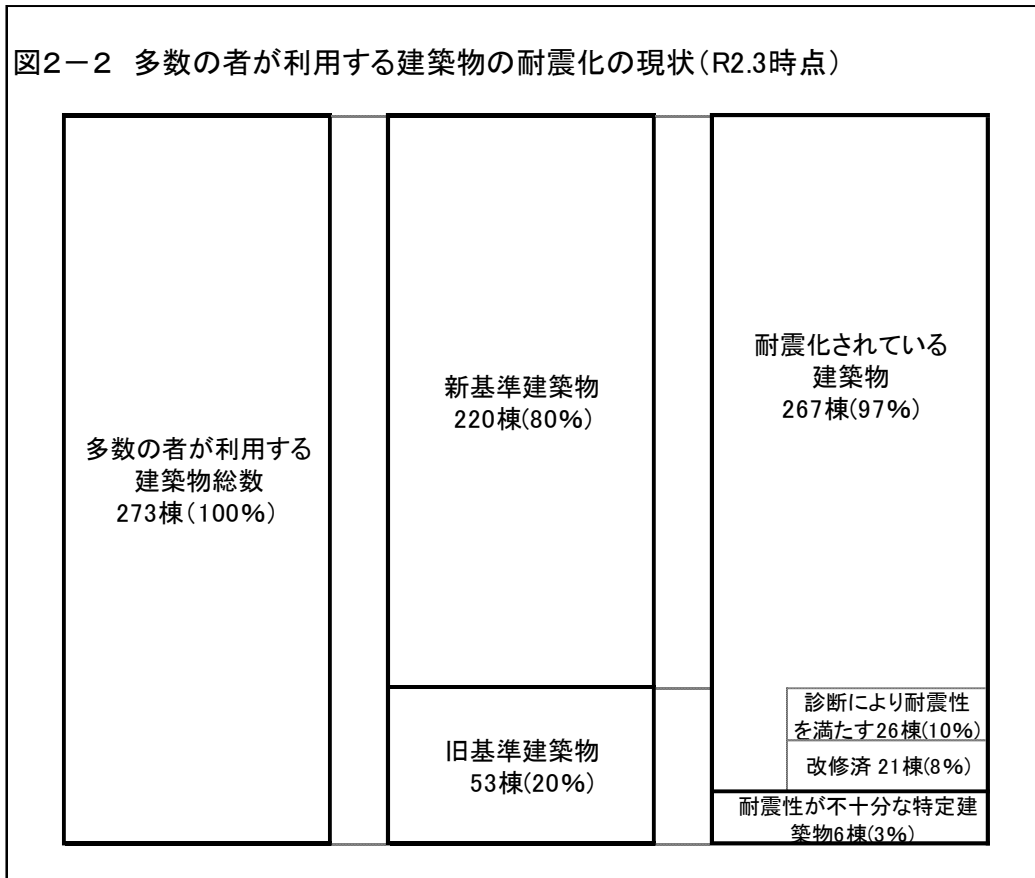 図2－2 多数の者が利用する建築物の耐震化の現状(R2.3時点)
多数の者が利用する
建築物総数
273棟(100%)
新基準建築物
220棟(80%)
旧基準建築物
53棟(20%)
耐震化されている
建築物
267棟(97%)
診断により耐震性
を満たす26棟(10%)
改修済 21棟(8%)
耐震性が不十分な特定建
築物6棟(3%)